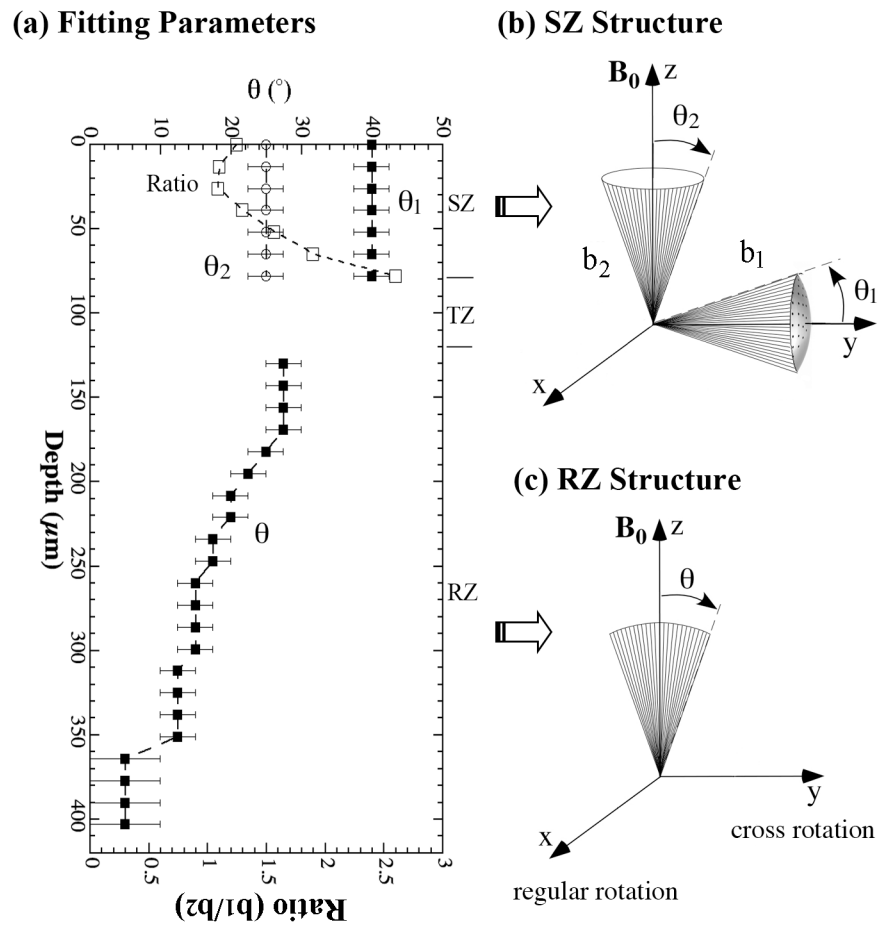 (a) Fitting Parameters
θ (°)
0 10 20 30 40 50
0
50
100
150
200
250
300
350
400
Depth (μm)
Ratio
θ2
θ1
θ
SZ
TZ
RZ
0 0.5 1 1.5 2 2.5 3
Ratio (b1/b2)
(b) SZ Structure
B0 z
θ2
b2
b1
θ1
y
x
(c) RZ Structure
B0 z
θ
y
x
cross rotation
regular rotation